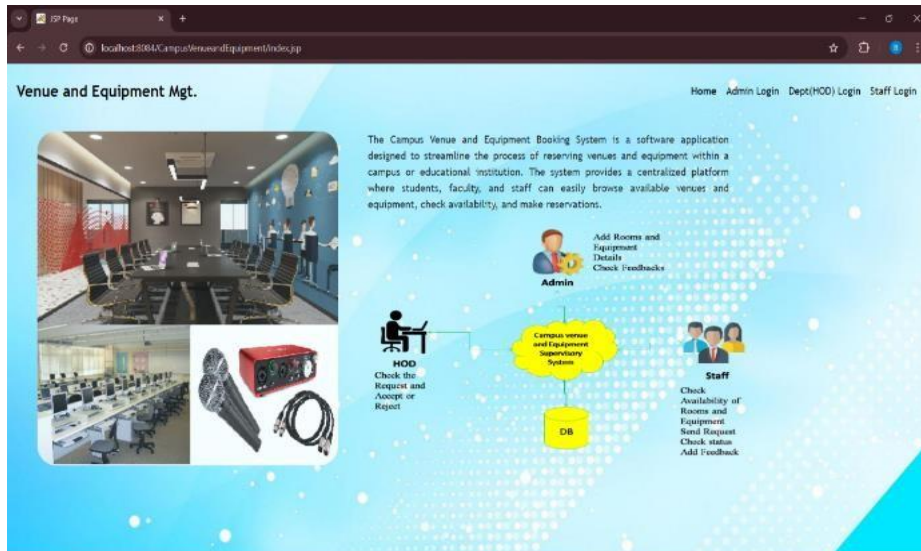 JSP Page
localhost:8084/CampusVenueandEquipment/index.jsp
Venue and Equipment Mgt.
Home Admin Login Dept(HOD) Login Staff Login
The Campus Venue and Equipment Booking System is a software application
designed to streamline the process of reserving venues and equipment within a
campus or educational institution. The system provides a centralized platform
where students, faculty, and staff can easily browse available venues and
equipment, check availability, and make reservations.
Add Rooms and
Equipment
Details
Check Feedbacks
Admin
HOD
Check the
Request and
Accept or
Reject
Campus venue
and Equipment
Supervisory
System
Staff
Check
Availability of
Rooms and
Equipment
Send Request
Check status
Add Feedback
DB